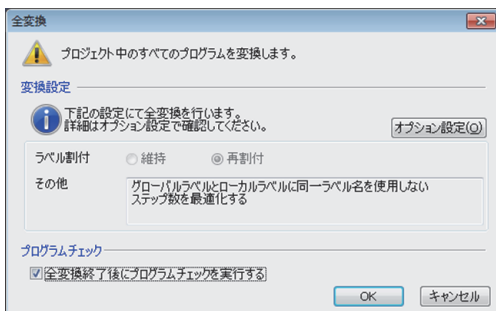 全変換
プロジェクト中のすべてのプログラムを変換します。
変換設定
下記の設定にて全変換を行います。
詳細はオプション設定で確認してください。
オプション設定(O)
ラベル割付
維持
再割付
その他
グローバルラベルとローカルラベルに同一ラベル名を使用しない
ステップ数を最適化する
プログラムチェック
全変換終了後にプログラムチェックを実行する
OK
キャンセル